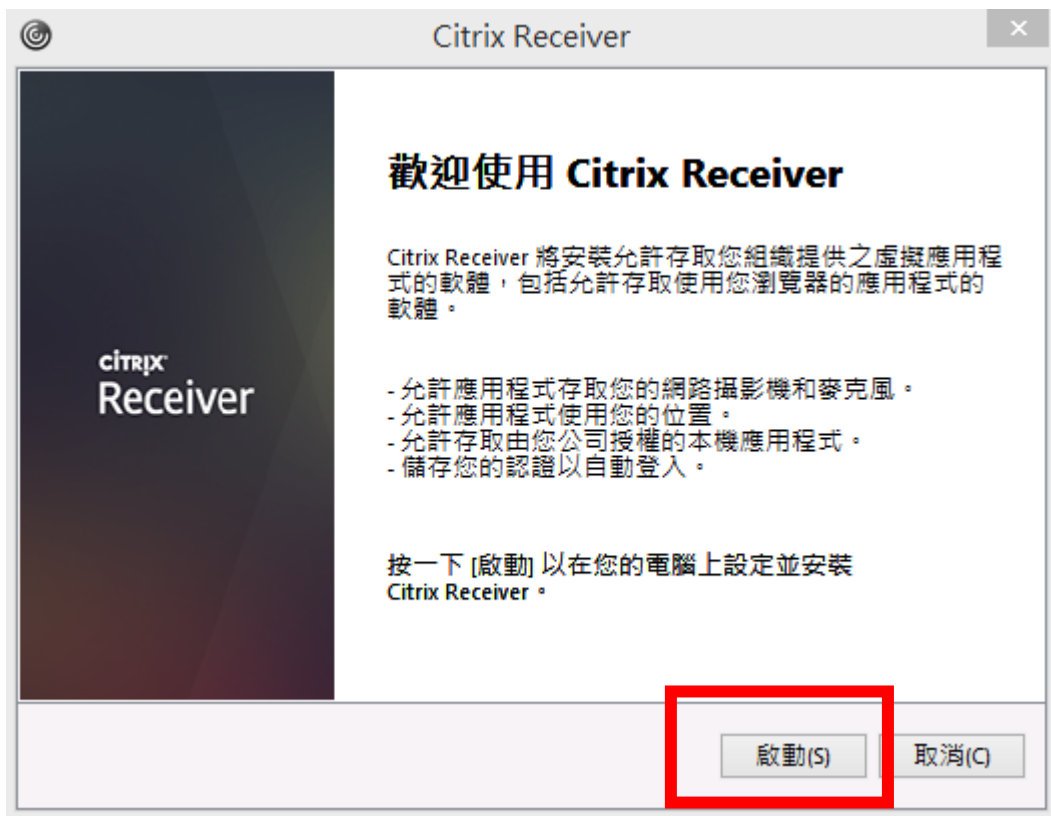 Citrix Receiver
歡迎使用 Citrix Receiver
Citrix Receiver 將安裝允許存取您組織提供之虛擬應用程
式的軟體，包括允許存取使用您瀏覽器的應用程式的
軟體。
citrix
Receiver
- 允許應用程式存取您的網路攝影機和麥克風。
- 允許應用程式使用您的位置。
- 允許存取由您公司授權的本機應用程式。
- 儲存您的認證以自動登入。
按一下 [啟動] 以在您的電腦上設定並安裝
Citrix Receiver。
啟動(S)
取消(C)